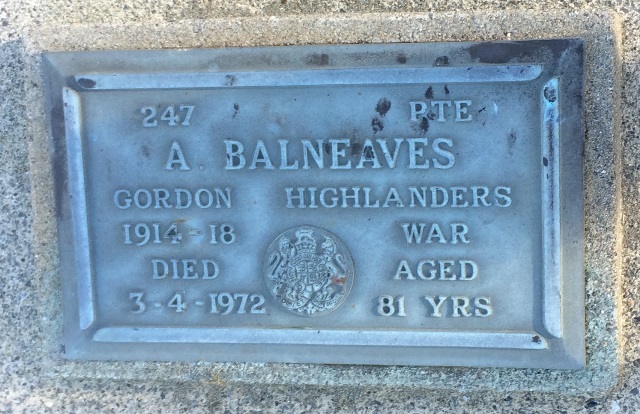 247 PTE
A. BALNEAVES
GORDON HIGHLANDERS
1914-18 WAR
DIED AGED
3-4-1972 81 YRS